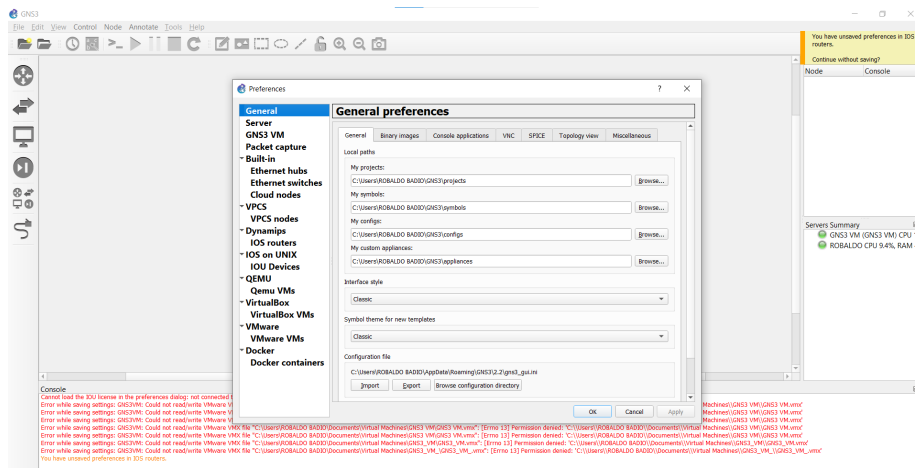 GNS3
File Edit View Control Node Annotate Tools Help
You have unsaved preferences in IOS
routers.
Continue without saving?
Node Console
Preferences
?
General
Server
GNS3 VM
Packet capture
Built-in
Ethernet hubs
Ethernet switches
Cloud nodes
VPCS
VPCS nodes
Dynamips
IOS routers
IOS on UNIX
IOU Devices
QEMU
Qemu VMs
VirtualBox
VirtualBox VMs
VMware
VMware VMs
Docker
Docker containers
General preferences
General Binary images Console applications VNC SPICE Topology view Miscellaneous
Local paths
My projects:
C:\Users\ROBALDO BADIO\GNS3\projects Browse...
My symbols:
C:\Users\ROBALDO BADIO\GNS3\symbols Browse...
My configs:
C:\Users\ROBALDO BADIO\GNS3\configs Browse...
My custom appliances:
C:\Users\ROBALDO BADIO\GNS3\appliances Browse...
Interface style
Classic
Symbol theme for new templates
Classic
Configuration file
C:/Users/ROBALDO BADIO/AppData/Roaming/GNS3\2.2\gns3_gui.ini
Import Export Browse configuration directory
OK Cancel Apply
Servers Summary
GNS3 VM (GNS3 VM) CPU
ROBALDO CPU 9.4%, RAM
Console
Cannot load the IOU license in the preferences dialog: not connected
Error while saving settings: GNS3VM: Could not read/write VMware Machines\\GNS3 VM\\GNS3 VM.vmx'
Error while saving settings: GNS3VM: Could not read/write VMware Machines\\GNS3 VM\\GNS3 VM.vmx'
Error while saving settings: GNS3VM: Could not read/write VMware Machines\\GNS3 VM\\GNS3 VM.vmx'
Error while saving settings: GNS3VM: Could not read/write VMware VMX file "C:\Users\ROBALDO BADIO\Documents\Virtual Machines\GNS3 VM\GNS3 VM.vmx": [Errno 13] Permission denied: 'C:\\Users\\ROBALDO BADIO\\Documents\\Virtual Machines\\GNS3 VM\\GNS3 VM.vmx'
Error while saving settings: GNS3VM: Could not read/write VMware VMX file "C:\Users\ROBALDO BADIO\Documents\Virtual Machines\GNS3 VM\GNS3 VM.vmx": [Errno 13] Permission denied: 'C:\\Users\\ROBALDO BADIO\\Documents\\Virtual Machines\\GNS3 VM\\GNS3 VM.vmx'
Error while saving settings: GNS3VM: Could not read/write VMware VMX file "C:\Users\ROBALDO BADIO\Documents\Virtual Machines\GNS3_VM\GNS3_VM.vmx": [Errno 13] Permission denied: 'C:\\Users\\ROBALDO BADIO\\Documents\\Virtual Machines\\GNS3_VM\\GNS3_VM.vmx'
Error while saving settings: GNS3VM: Could not read/write VMware VMX file "C:\Users\ROBALDO BADIO\Documents\Virtual Machines\GNS3_VM_\GNS3_VM_.vmx": [Errno 13] Permission denied: 'C:\\Users\\ROBALDO BADIO\\Documents\\Virtual Machines\\GNS3_VM_\\GNS3_VM_.vmx'
You have unsaved preferences in IOS routers.